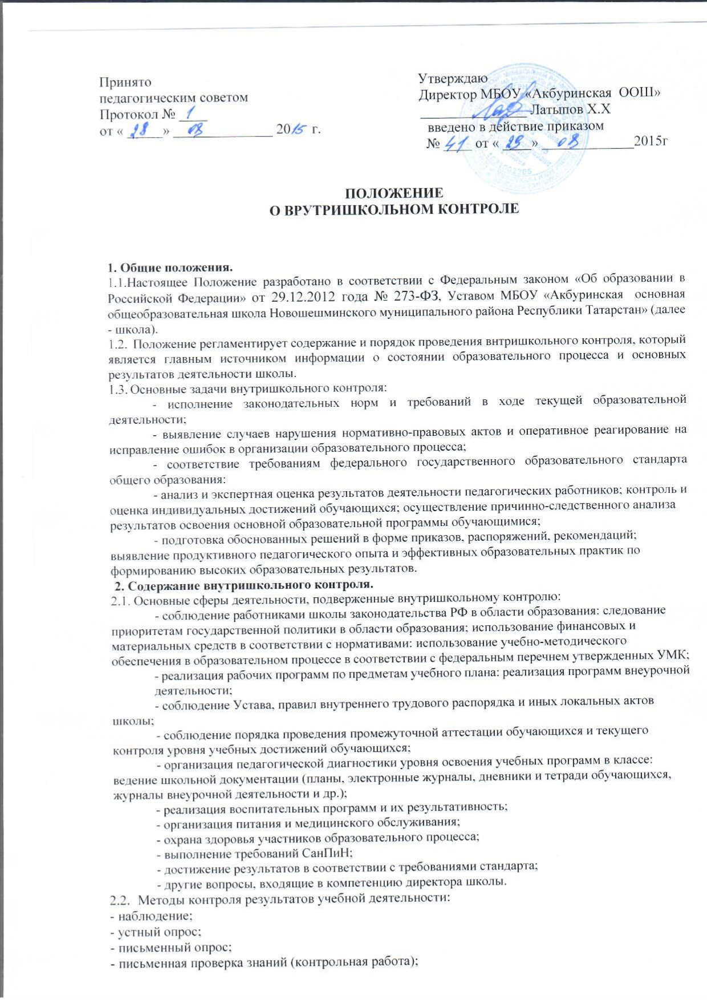 Принято
педагогическим советом
Протокол № 1
от « 28 » 08 2015 г.
Утверждаю
Директор МБОУ «Акбуринская ООШ»
Латыпов Х.Х
введено в действие приказом
№ 41 от « 29 » 08 2015г
ПОЛОЖЕНИЕ
О ВРУТРИШКОЛЬНОМ КОНТРОЛЕ
1. Общие положения.
1.1.Настоящее Положение разработано в соответствии с Федеральным законом «Об образовании в
Российской Федерации» от 29.12.2012 года № 273-ФЗ, Уставом МБОУ «Акбуринская основная
общеобразовательная школа Новошешминского муниципального района Республики Татарстан» (далее
- школа).
1.2. Положение регламентирует содержание и порядок проведения внтришкольного контроля, который
является главным источником информации о состоянии образовательного процесса и основных
результатов деятельности школы.
1.3. Основные задачи внутришкольного контроля:
- исполнение законодательных норм и требований в ходе текущей образовательной
деятельности;
- выявление случаев нарушения нормативно-правовых актов и оперативное реагирование на
исправление ошибок в организации образовательного процесса;
- соответствие требованиям федерального государственного образовательного стандарта
общего образования:
- анализ и экспертная оценка результатов деятельности педагогических работников; контроль и
оценка индивидуальных достижений обучающихся; осуществление причинно-следственного анализа
результатов освоения основной образовательной программы обучающимися;
- подготовка обоснованных решений в форме приказов, распоряжений, рекомендаций;
выявление продуктивного педагогического опыта и эффективных образовательных практик по
формированию высоких образовательных результатов.
2. Содержание внутришкольного контроля.
2.1. Основные сферы деятельности, подверженные внутришкольному контролю:
- соблюдение работниками школы законодательства РФ в области образования: следование
приоритетам государственной политики в области образования; использование финансовых и
материальных средств в соответствии с нормативами: использование учебно-методического
обеспечения в образовательном процессе в соответствии с федеральным перечнем утвержденных УМК;
- реализация рабочих программ по предметам учебного плана: реализация программ внеурочной
деятельности;
- соблюдение Устава, правил внутреннего трудового распорядка и иных локальных актов
школы;
- соблюдение порядка проведения промежуточной аттестации обучающихся и текущего
контроля уровня учебных достижений обучающихся;
- организация педагогической диагностики уровня освоения учебных программ в классе:
ведение школьной документации (планы, электронные журналы, дневники и тетради обучающихся,
журналы внеурочной деятельности и др.);
- реализация воспитательных программ и их результативность;
- организация питания и медицинского обслуживания;
- охрана здоровья участников образовательного процесса;
- выполнение требований СанПиН;
- достижение результатов в соответствии с требованиями стандарта;
- другие вопросы, входящие в компетенцию директора школы.
2.2. Методы контроля результатов учебной деятельности:
- наблюдение;
- устный опрос;
- письменный опрос;
- письменная проверка знаний (контрольная работа);